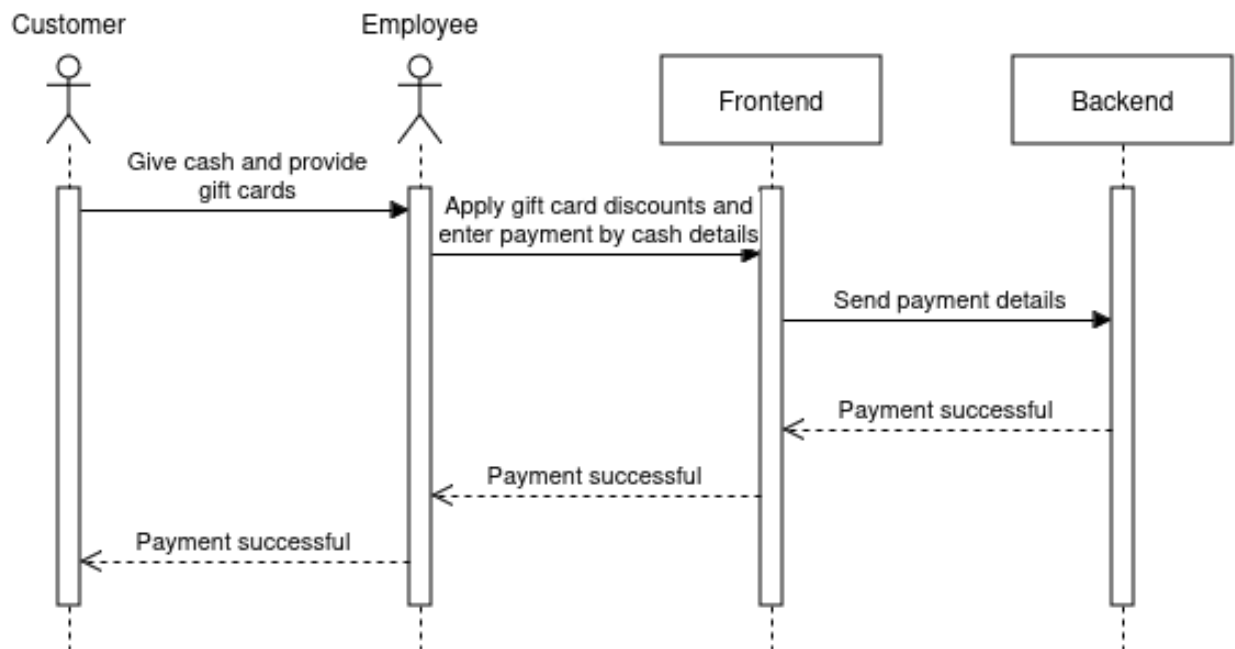 Customer
Employee
Frontend
Backend
Give cash and provide
gift cards
Apply gift card discounts and
enter payment by cash details
Send payment details
Payment successful
Payment successful
Payment successful